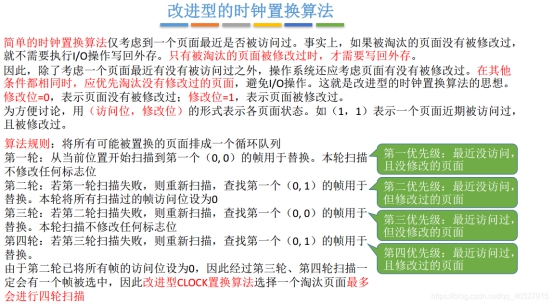 改进型的时钟置换算法
简单的时钟置换算法仅考虑到一个页面最近是否被访问过。事实上，如果被淘汰的页面没有被修改过，
就不需要执行I/O操作写回外存。只有被淘汰的页面被修改过时，才需要写回外存。
因此，除了考虑一个页面最近有没有被访问过之外，操作系统还应考虑页面有没有被修改过。在其他
条件都相同时，应优先淘汰没有修改过的页面，避免I/O操作。这就是改进型的时钟置换算法的思想。
修改位=0，表示页面没有被修改过；修改位=1，表示页面被修改过。
为方便讨论，用（访问位，修改位）的形式表示各页面状态。如（1，1）表示一个页面近期被访问过，
且被修改过。
算法规则：将所有可能被置换的页面排成一个循环队列
第一轮：从当前位置开始扫描到第一个（0，0）的帧用于替换。本轮扫描
不修改任何标志位
第二轮：若第一轮扫描失败，则重新扫描，查找第一个（0，1）的帧用于
替换。本轮将所有扫描过的帧访问位设为0
第三轮：若第二轮扫描失败，则重新扫描，查找第一个（0，0）的帧用于
替换。本轮扫描不修改任何标志位
第四轮：若第三轮扫描失败，则重新扫描，查找第一个（0，1）的帧用于
替换。
由于第二轮已将所有帧的访问位设为0，因此经过第三轮、第四轮扫描一
定会有一个帧被选中，因此改进型CLOCK置换算法选择一个淘汰页面最多
会进行四轮扫描
第一优先级：最近没访问，
且没修改的页面
第二优先级：最近没访问，
但修改过的页面
第三优先级：最近访问过，
但没修改的页面
第四优先级：最近访问过，
且修改过的页面